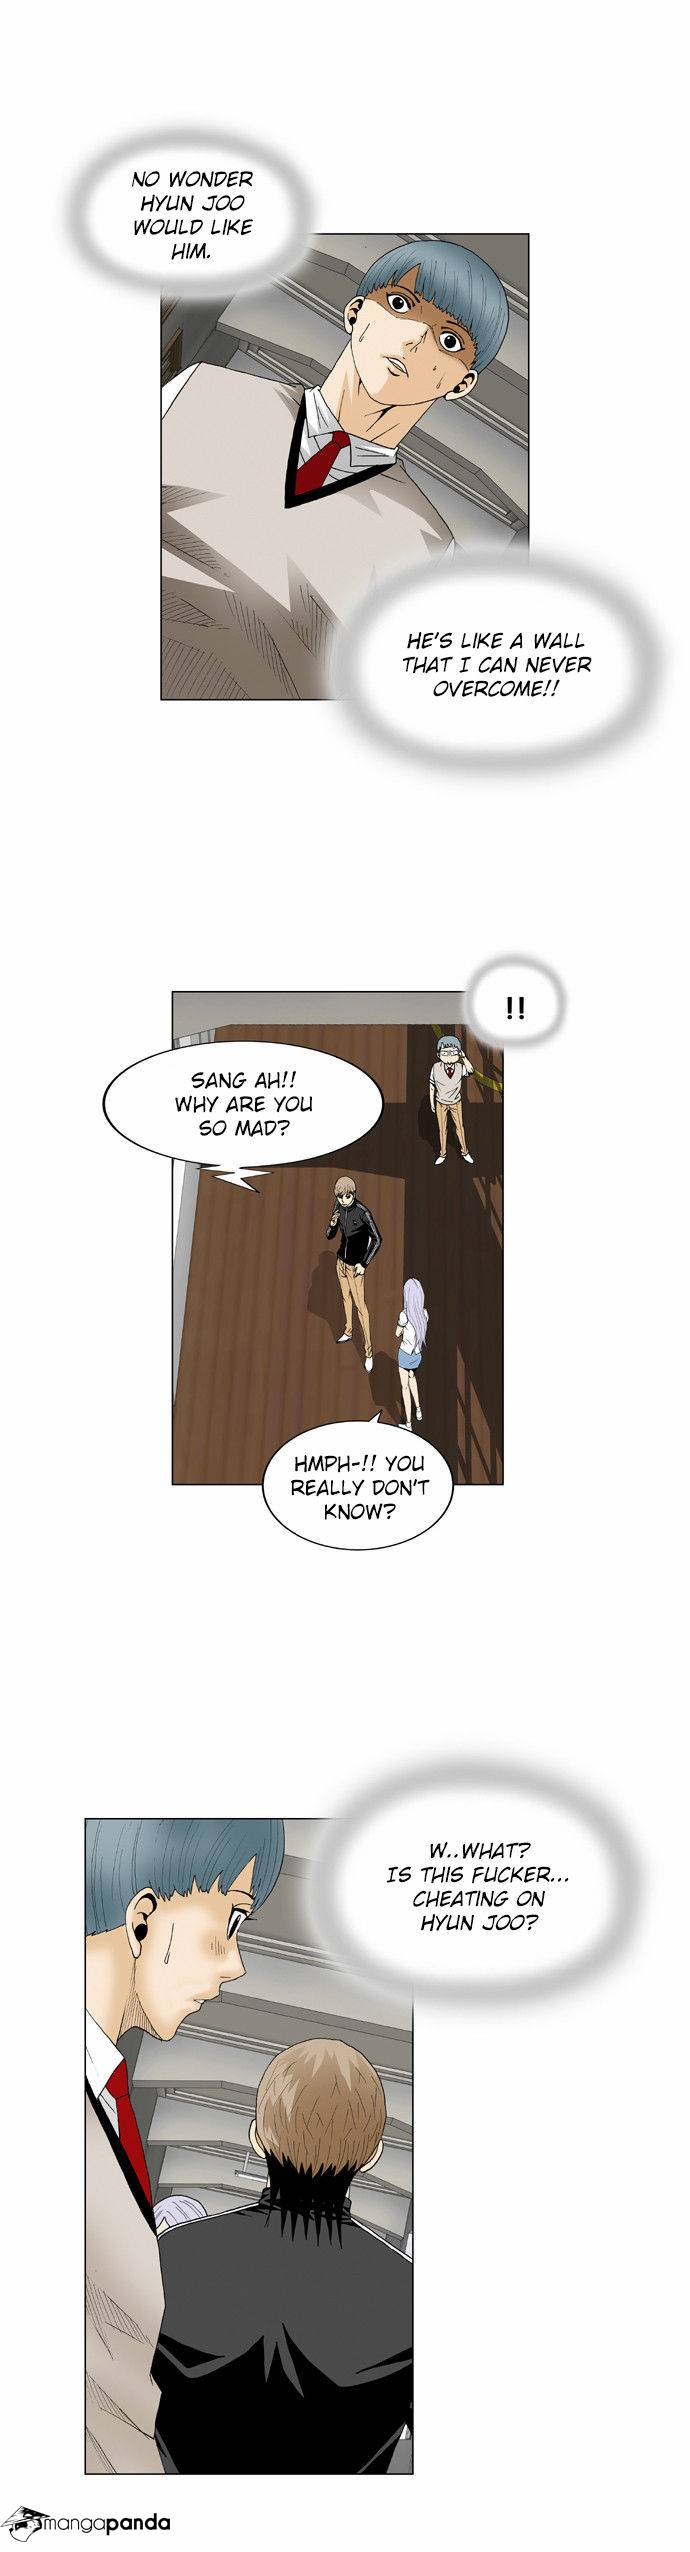 NO WONDER
HYUN JOO
WOULD LIKE
HIM.
HE'S LIKE A WALL
THAT I CAN NEVER
OVERCOME!!
!!
SANG AH!!
WHY ARE YOU
SO MAD?
HMPH-!! YOU
REALLY DON'T
KNOW?
W..WHAT?
IS THIS FUCKER...
CHEATING ON
HYUN JOO?
mangapanda